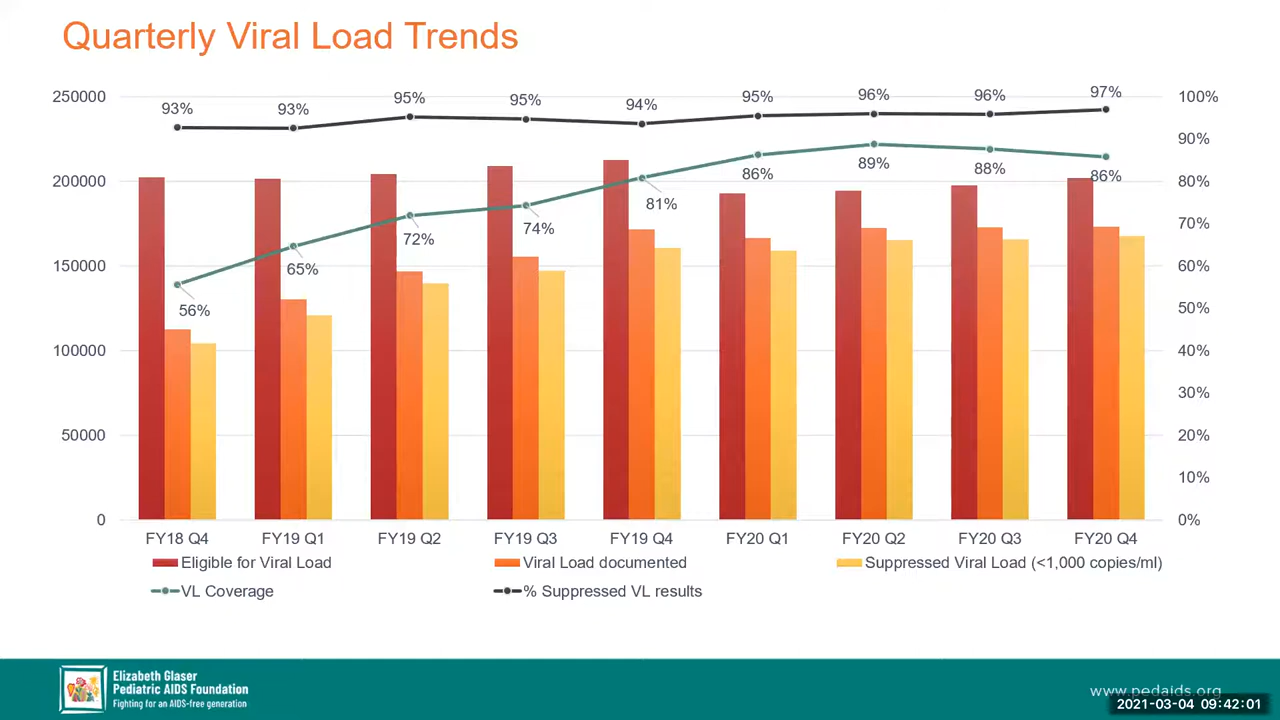 Quarterly Viral Load Trends
250000
200000
150000
100000
50000
0
100%
90%
80%
70%
60%
50%
40%
30%
20%
10%
0%
93%
93%
95%
95%
94%
95%
96%
96%
97%
56%
65%
72%
74%
81%
86%
89%
88%
86%
FY18 Q4
FY19 Q1
FY19 Q2
FY19 Q3
FY19 Q4
FY20 Q1
FY20 Q2
FY20 Q3
FY20 Q4
Eligible for Viral Load
Viral Load documented
Suppressed Viral Load (<1,000 copies/ml)
VL Coverage
% Suppressed VL results
Elizabeth Glaser
Pediatric AIDS Foundation
Fighting for an AIDS-free generation
www.pedaids.org
2021-03-04 09:42:01